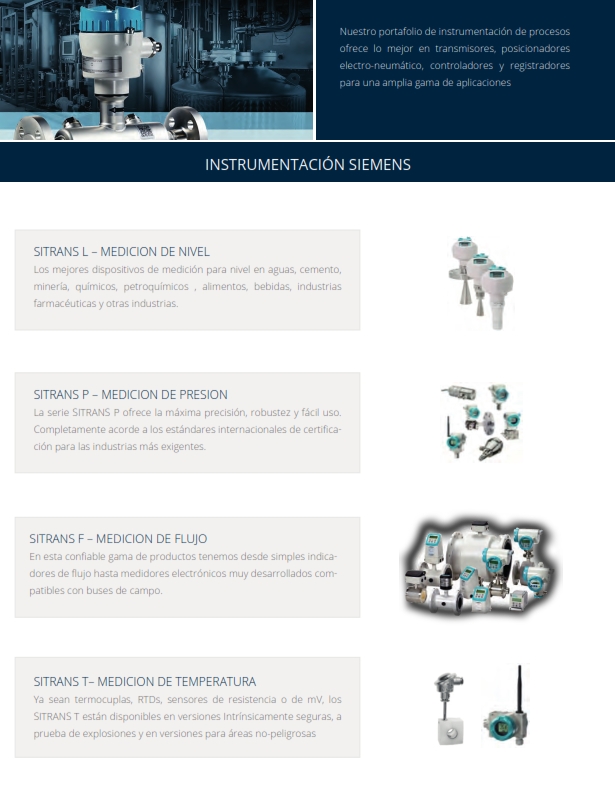 Nuestro portafolio de instrumentación de procesos
ofrece lo mejor en transmisores, posicionadores
electro-neumático, controladores y registradores
para una amplia gama de aplicaciones
INSTRUMENTACIÓN SIEMENS
SITRANS L – MEDICION DE NIVEL
Los mejores dispositivos de medición para nivel en aguas, cemento,
minería, químicos, petroquímicos , alimentos, bebidas, industrias
farmacéuticas y otras industrias.
SITRANS P – MEDICION DE PRESION
La serie SITRANS P ofrece la máxima precisión, robustez y fácil uso.
Completamente acorde a los estándares internacionales de certifica-
ción para las industrias más exigentes.
SITRANS F – MEDICION DE FLUJO
En esta confiable gama de productos tenemos desde simples indica-
dores de flujo hasta medidores electrónicos muy desarrollados com-
patibles con buses de campo.
SITRANS T– MEDICION DE TEMPERATURA
Ya sean termocuplas, RTDs, sensores de resistencia o de mV, los
SITRANS T están disponibles en versiones Intrínsicamente seguras, a
prueba de explosiones y en versiones para áreas no-peligrosas